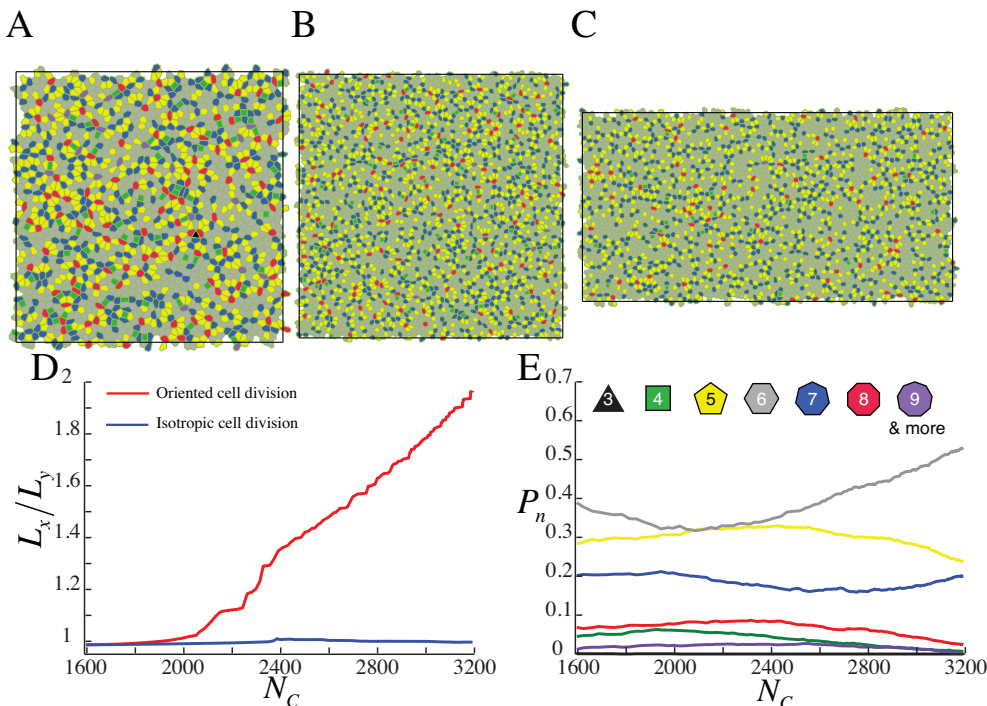 A
B
C
D
2
1.8
1.6
1.4
1.2
1
L_x/L_y
Oriented cell division
Isotropic cell division
1600
2000
2400
2800
3200
N_C
E
0.7
0.6
0.5
0.4
0.3
0.2
0.1
0
P_n
3
4
5
6
7
8
9
& more
1600
2000
2400
2800
3200
N_C